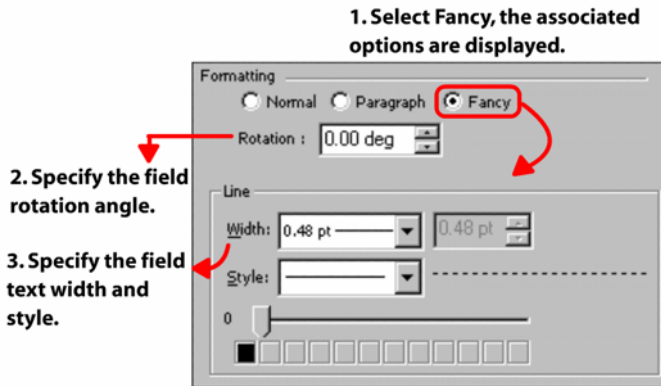 1. Select Fancy, the associated
options are displayed.
Formatting
Normal Paragraph Fancy
Rotation : 0.00 deg
2. Specify the field
rotation angle.
Line
Width: 0.48 pt 0.48 pt
3. Specify the field
text width and
style.
Style:
0